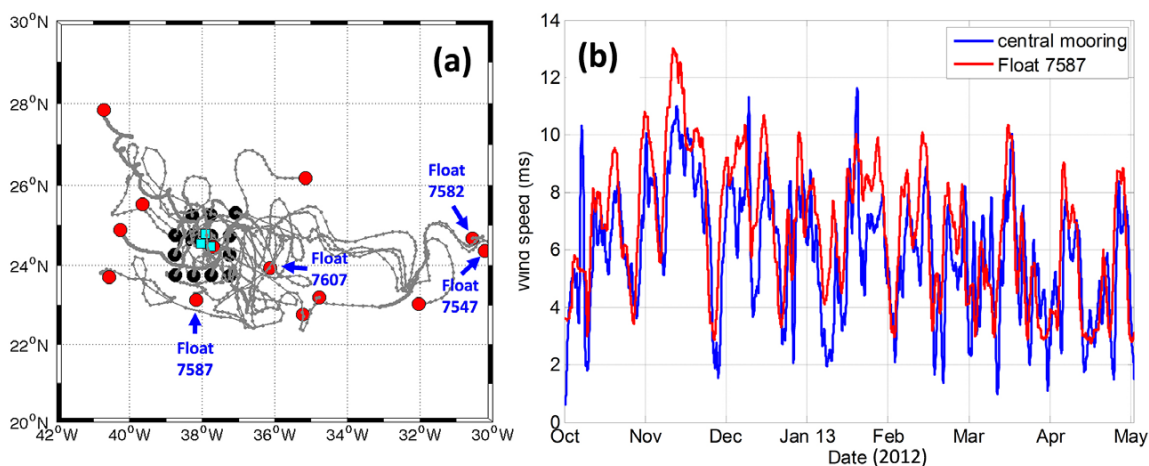 30°N
28°N
26°N
24°N
22°N
20°N
42°W 40°W 38°W 36°W 34°W 32°W 30°W
(a)
Float
7582
Float
7607
Float
7547
Float
7587
(b)
central mooring
Float 7587
wind speed (ms)
14
12
10
8
6
4
2
0
Oct Nov Dec Jan 13 Feb Mar Apr May
Date (2012)